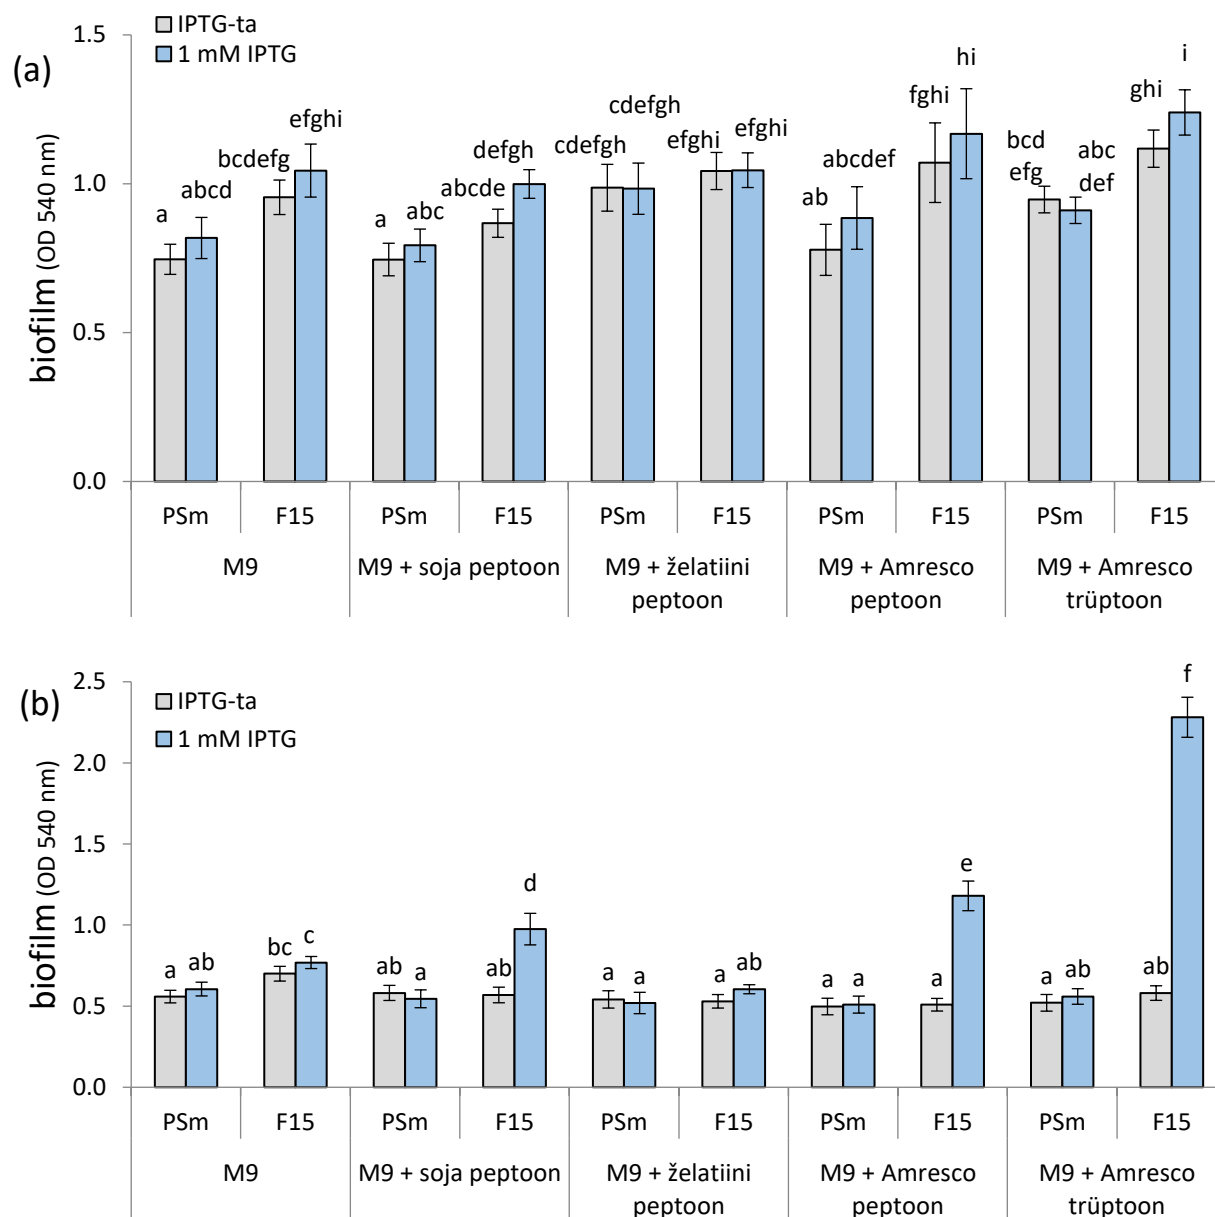 (a)
IPTG-ta
1 mM IPTG
biofilm (OD 540 nm)
1.5
1.0
0.5
0.0
a
abcd
bcdefg
efghi
a
abc
abcde
defgh
cdefgh
cdefgh
efghi
efghi
ab
abcdef
fghi
hi
bcd
efg
abc
def
ghi
i
PSm F15 PSm F15 PSm F15 PSm F15 PSm F15
M9 M9 + soja peptoon M9 + želatiini M9 + Amresco M9 + Amresco
peptoon peptoon trüptoon
(b)
IPTG-ta
1 mM IPTG
biofilm (OD 540 nm)
2.5
2.0
1.5
1.0
0.5
0.0
a
ab
bc
c
ab
a
ab
d
a
a
a
ab
a
a
a
e
a
ab
ab
f
PSm F15 PSm F15 PSm F15 PSm F15 PSm F15
M9 M9 + soja peptoon M9 + želatiini M9 + Amresco M9 + Amresco
peptoon peptoon trüptoon